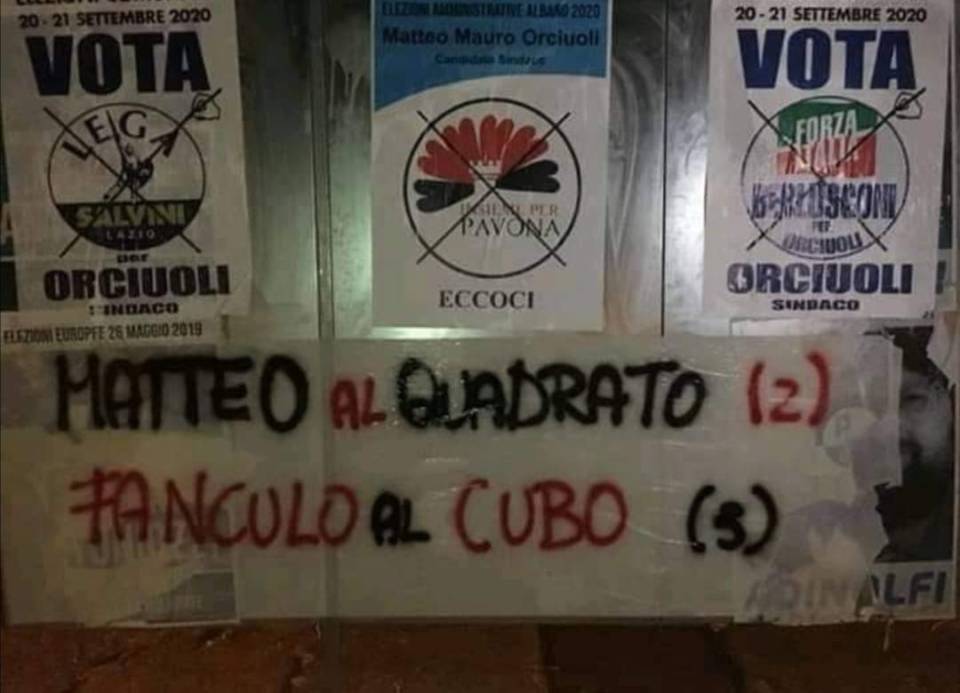 20 - 21 SETTEMBRE 2020
VOTA
LEGA
SALVINI
LAZIO
per
ORCIUOLI
SINDACO
ELEZIONI AMMINISTRATIVE ALBANO 2020
Matteo Mauro Orciuoli
Candidato Sindaco
INSIEME PER
PAVONA
ECCOCI
20 - 21 SETTEMBRE 2020
VOTA
FORZA
ITALIA
BERLUSCONI
PER
ORCIUOLI
ORCIUOLI
SINDACO
ELEZIONI EUROPEE 26 MAGGIO 2019
MATTEO AL QUADRATO (2)
FANCULO AL CUBO (3)
ADINOLFI